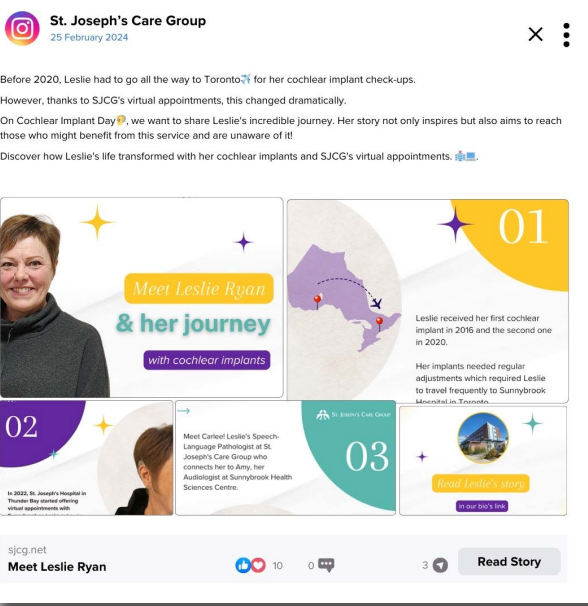 St. Joseph's Care Group
25 February 2024
Before 2020, Leslie had to go all the way to Toronto✈️ for her cochlear implant check-ups.
However, thanks to SJCG's virtual appointments, this changed dramatically.
On Cochlear Implant Day🦻, we want to share Leslie's incredible journey. Her story not only inspires but also aims to reach
those who might benefit from this service and are unaware of it!
Discover how Leslie's life transformed with her cochlear implants and SJCG's virtual appointments. 🏥💻.
Meet Leslie Ryan
& her journey
with cochlear implants
01
Leslie received her first cochlear
implant in 2016 and the second one
in 2020.
Her implants needed regular
adjustments which required Leslie
to travel frequently to Sunnybrook
Hospital in Toronto
02
In 2022, St. Joseph's Hospital in
Thunder Bay started offering
virtual appointments with
ST. JOSEPH'S CARE GROUP
03
Meet Carlee! Leslie's Speech-
Language Pathologist at St.
Joseph's Care Group who
connects her to Amy, her
Audiologist at Sunnybrook Health
Sciences Centre.
Read Leslie's story
in our bio's link
sjcg.net
Meet Leslie Ryan
10
0
3
Read Story